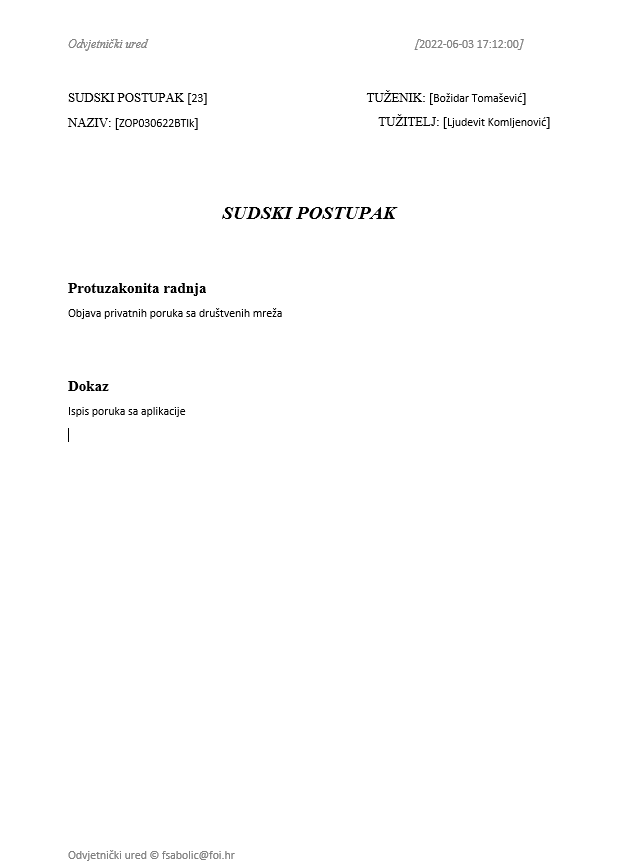 Odvjetnički ured [2022-06-03 17:12:00]
SUDSKI POSTUPAK [23] TUŽENIK: [Božidar Tomašević]
NAZIV: [ZOP030622BTlk] TUŽITELJ: [Ljudevit Komljenović]
SUDSKI POSTUPAK
Protuzakonita radnja
Objava privatnih poruka sa društvenih mreža
Dokaz
Ispis poruka sa aplikacije
Odvjetnički ured © fsabolic@foi.hr